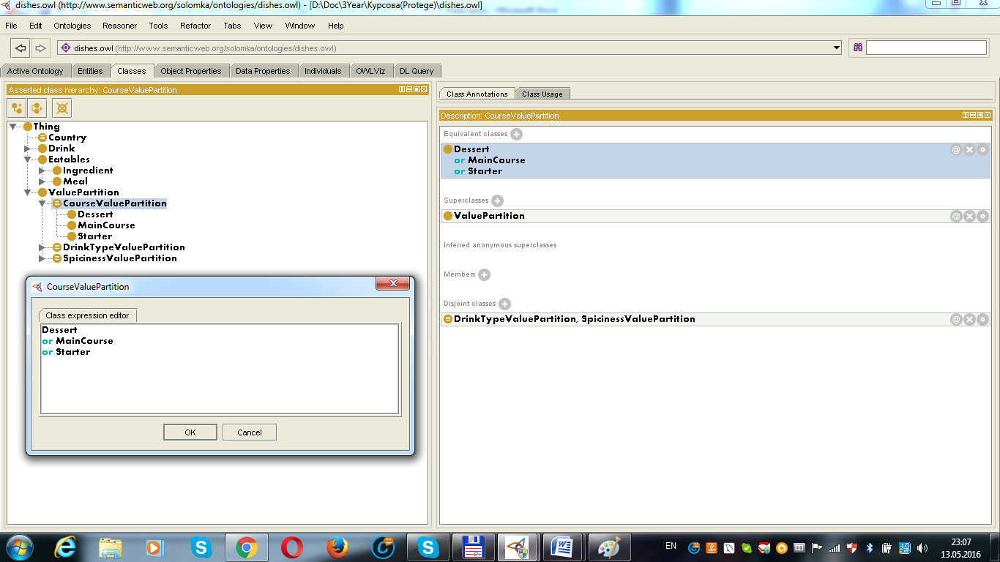 dishes.owl (http://www.semanticweb.org/solomka/ontologies/dishes.owl) - [D:\Doc\3Year\Курсова(Protege)\dishes.owl]
File Edit Ontologies Reasoner Tools Refactor Tabs View Window Help
dishes.owl (http://www.semanticweb.org/solomka/ontologies/dishes.owl)
Active Ontology Entities Classes Object Properties Data Properties Individuals OWLViz DL Query
Asserted class hierarchy: CourseValuePartition
Thing
Country
Drink
Eatables
Ingredient
Meal
ValuePartition
CourseValuePartition
Dessert
MainCourse
Starter
DrinkTypeValuePartition
SpicinessValuePartition
CourseValuePartition
Class expression editor
Dessert
or MainCourse
or Starter
OK Cancel
Class Annotations Class Usage
Description: CourseValuePartition
Equivalent classes
Dessert
or MainCourse
or Starter
Superclasses
ValuePartition
Inferred anonymous superclasses
Members
Disjoint classes
DrinkTypeValuePartition, SpicinessValuePartition
EN
23:07
13.05.2016